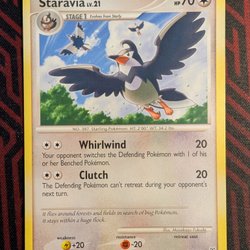 Staravia LV.21 HP 70
STAGE 1 Evolves from Starly
NO. 397 Starling Pokémon HT: 2'00" WT: 34.2 lbs.
Whirlwind 20
Your opponent switches the Defending Pokémon with 1 of his
or her Benched Pokémon.
Clutch 20
The Defending Pokémon can't retreat during your opponent's
next turn.
It flies around forests and fields in search of bug Pokémon.
It stays within a huge flock.
weakness resistance retreat cost
+20 -20